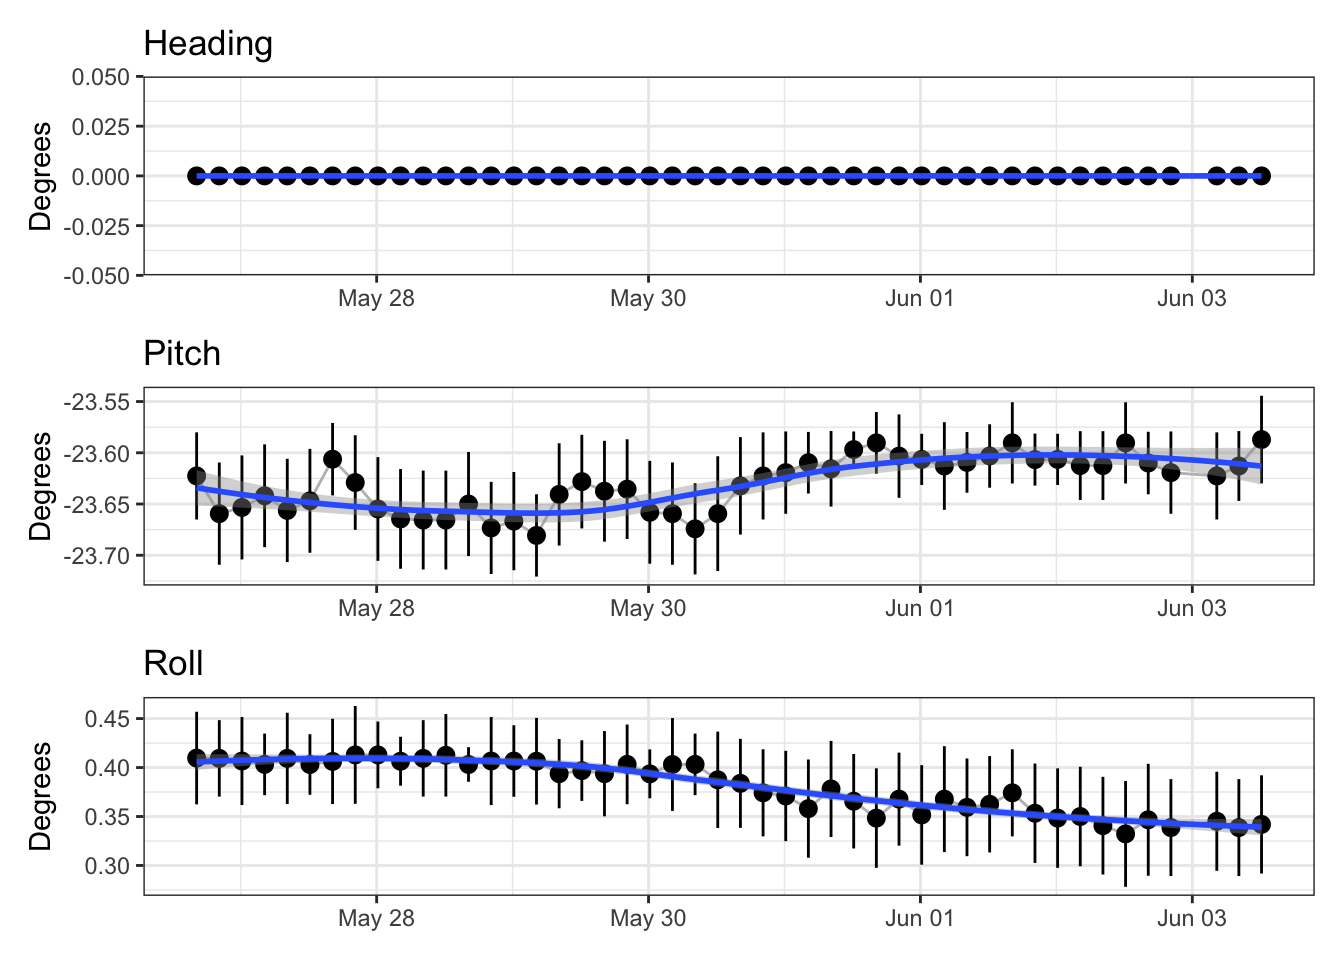 Heading
Degrees
0.050
0.025
0.000
-0.025
-0.050
May 28 May 30 Jun 01 Jun 03
Pitch
Degrees
-23.55
-23.60
-23.65
-23.70
May 28 May 30 Jun 01 Jun 03
Roll
Degrees
0.45
0.40
0.35
0.30
May 28 May 30 Jun 01 Jun 03